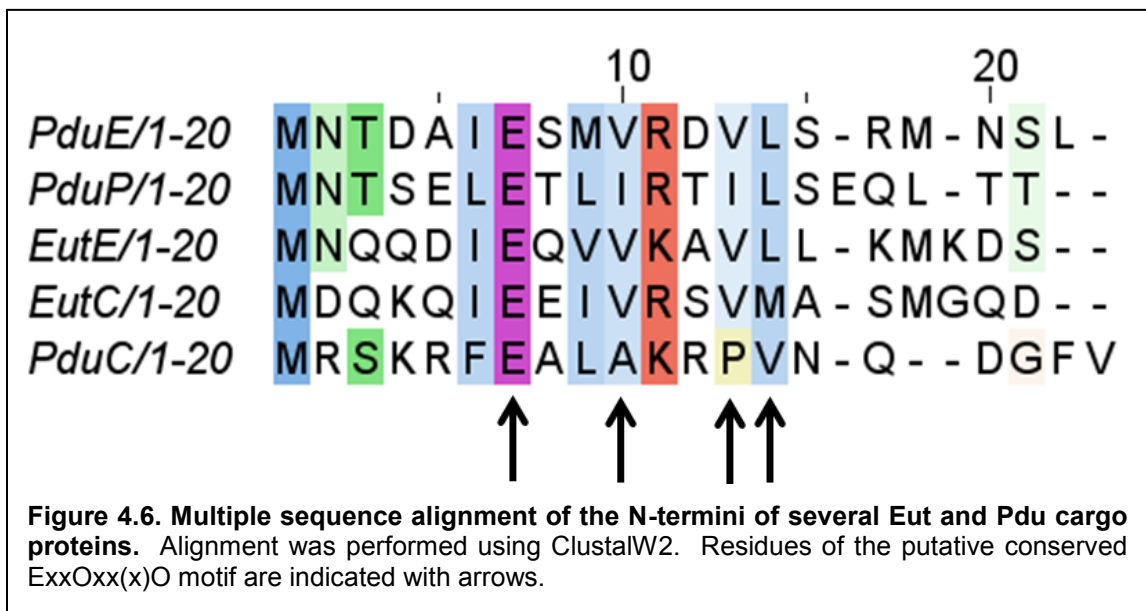 10 20
PduE/1-20 MNTDAIESMVRDVLS-RM-NSL-
PduP/1-20 MNTSELETLIRTILSEQL-TT--
EutE/1-20 MNQQDIEQVVKAVLL-KMKDS--
EutC/1-20 MDQKQIEEIVRSVMA-SMGQD--
PduC/1-20 MRSKRFEALAKRPVN-Q--DGFV
Figure 4.6. Multiple sequence alignment of the N-termini of several Eut and Pdu cargo
proteins. Alignment was performed using ClustalW2. Residues of the putative conserved
ExxOxx(x)O motif are indicated with arrows.